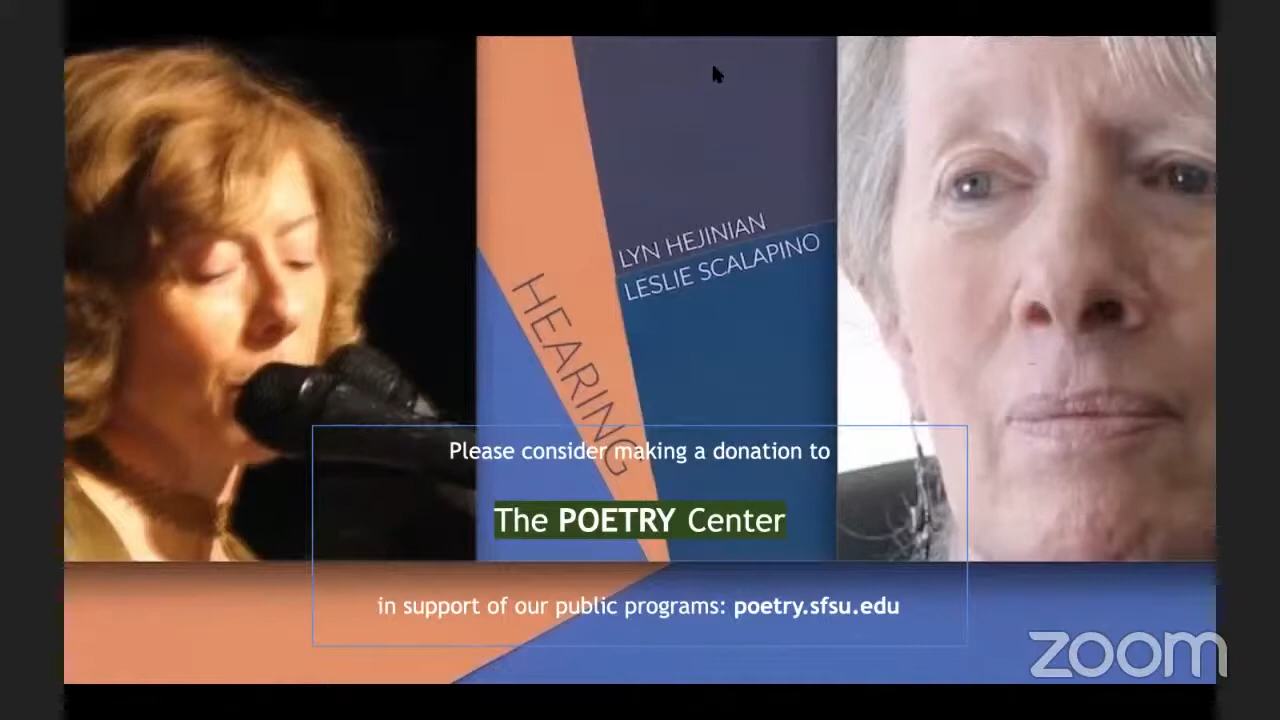 LYN HEJINIAN
LESLIE SCALAPINO
HEARING
Please consider making a donation to
The POETRY Center
in support of our public programs: poetry.sfsu.edu
zoom